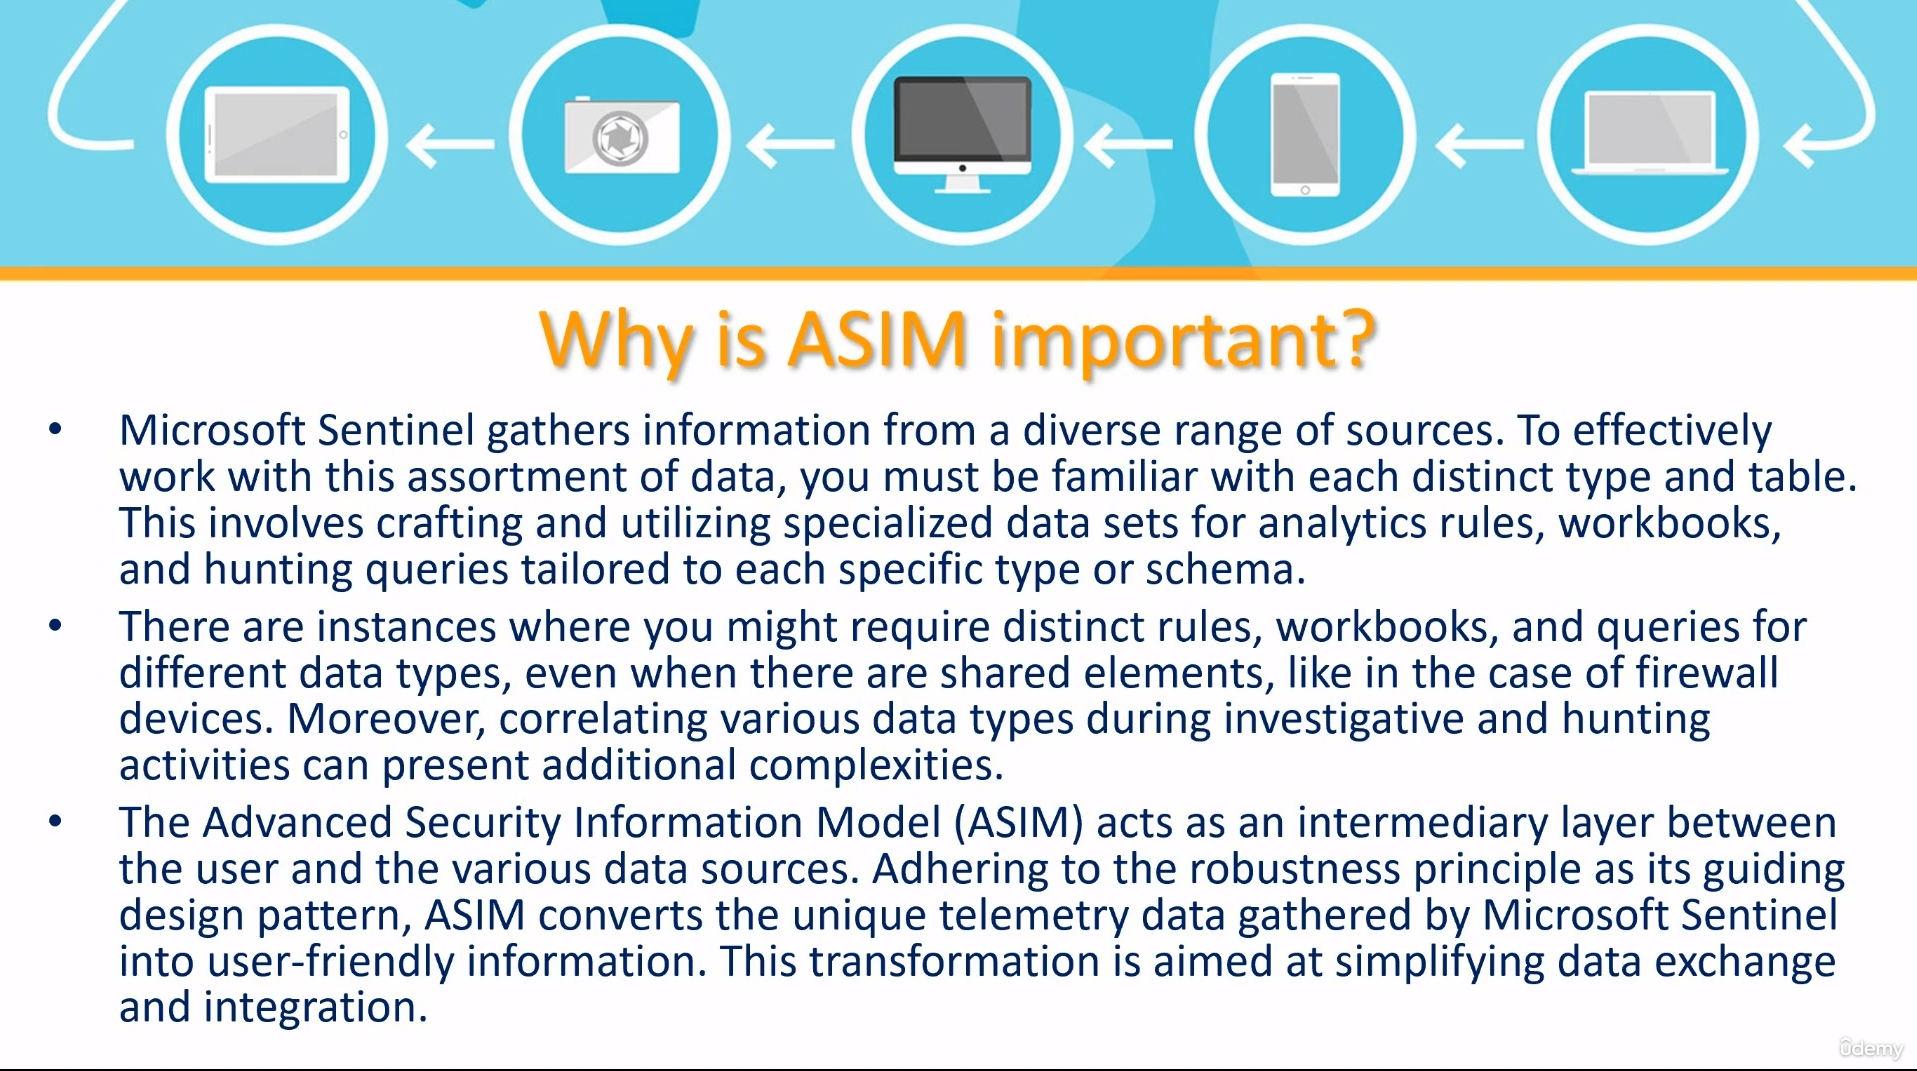 Why is ASIM important?
• Microsoft Sentinel gathers information from a diverse range of sources. To effectively
work with this assortment of data, you must be familiar with each distinct type and table.
This involves crafting and utilizing specialized data sets for analytics rules, workbooks,
and hunting queries tailored to each specific type or schema.
• There are instances where you might require distinct rules, workbooks, and queries for
different data types, even when there are shared elements, like in the case of firewall
devices. Moreover, correlating various data types during investigative and hunting
activities can present additional complexities.
• The Advanced Security Information Model (ASIM) acts as an intermediary layer between
the user and the various data sources. Adhering to the robustness principle as its guiding
design pattern, ASIM converts the unique telemetry data gathered by Microsoft Sentinel
into user-friendly information. This transformation is aimed at simplifying data exchange
and integration.
ûdemy